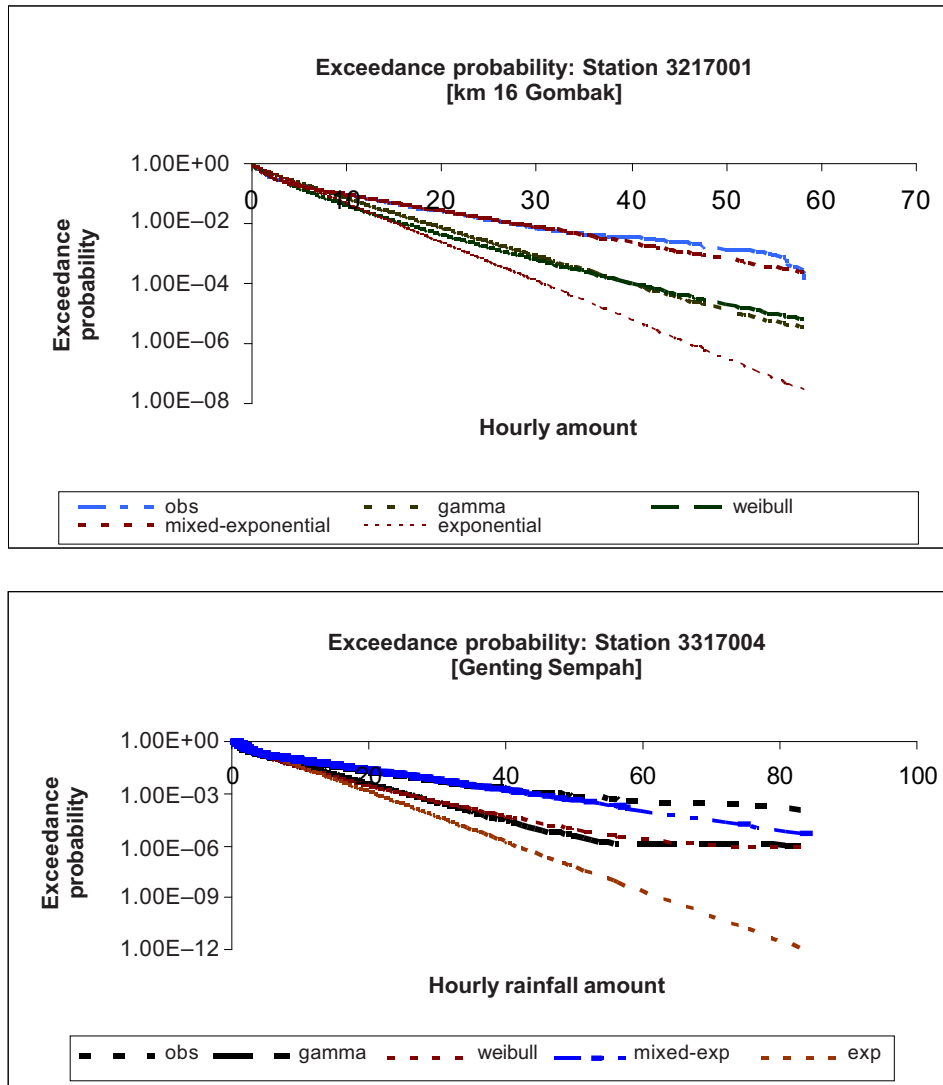 Exceedance probability: Station 3217001
[km 16 Gombak]
1.00E+00
1.00E–02
1.00E–04
1.00E–06
1.00E–08
0 10 20 30 40 50 60 70
Exceedance
probability
Hourly amount
obs gamma weibull
mixed-exponential exponential
Exceedance probability: Station 3317004
[Genting Sempah]
1.00E+00
1.00E–03
1.00E–06
1.00E–09
1.00E–12
0 20 40 60 80 100
Exceedance
probability
Hourly rainfall amount
obs gamma weibull mixed-exp exp